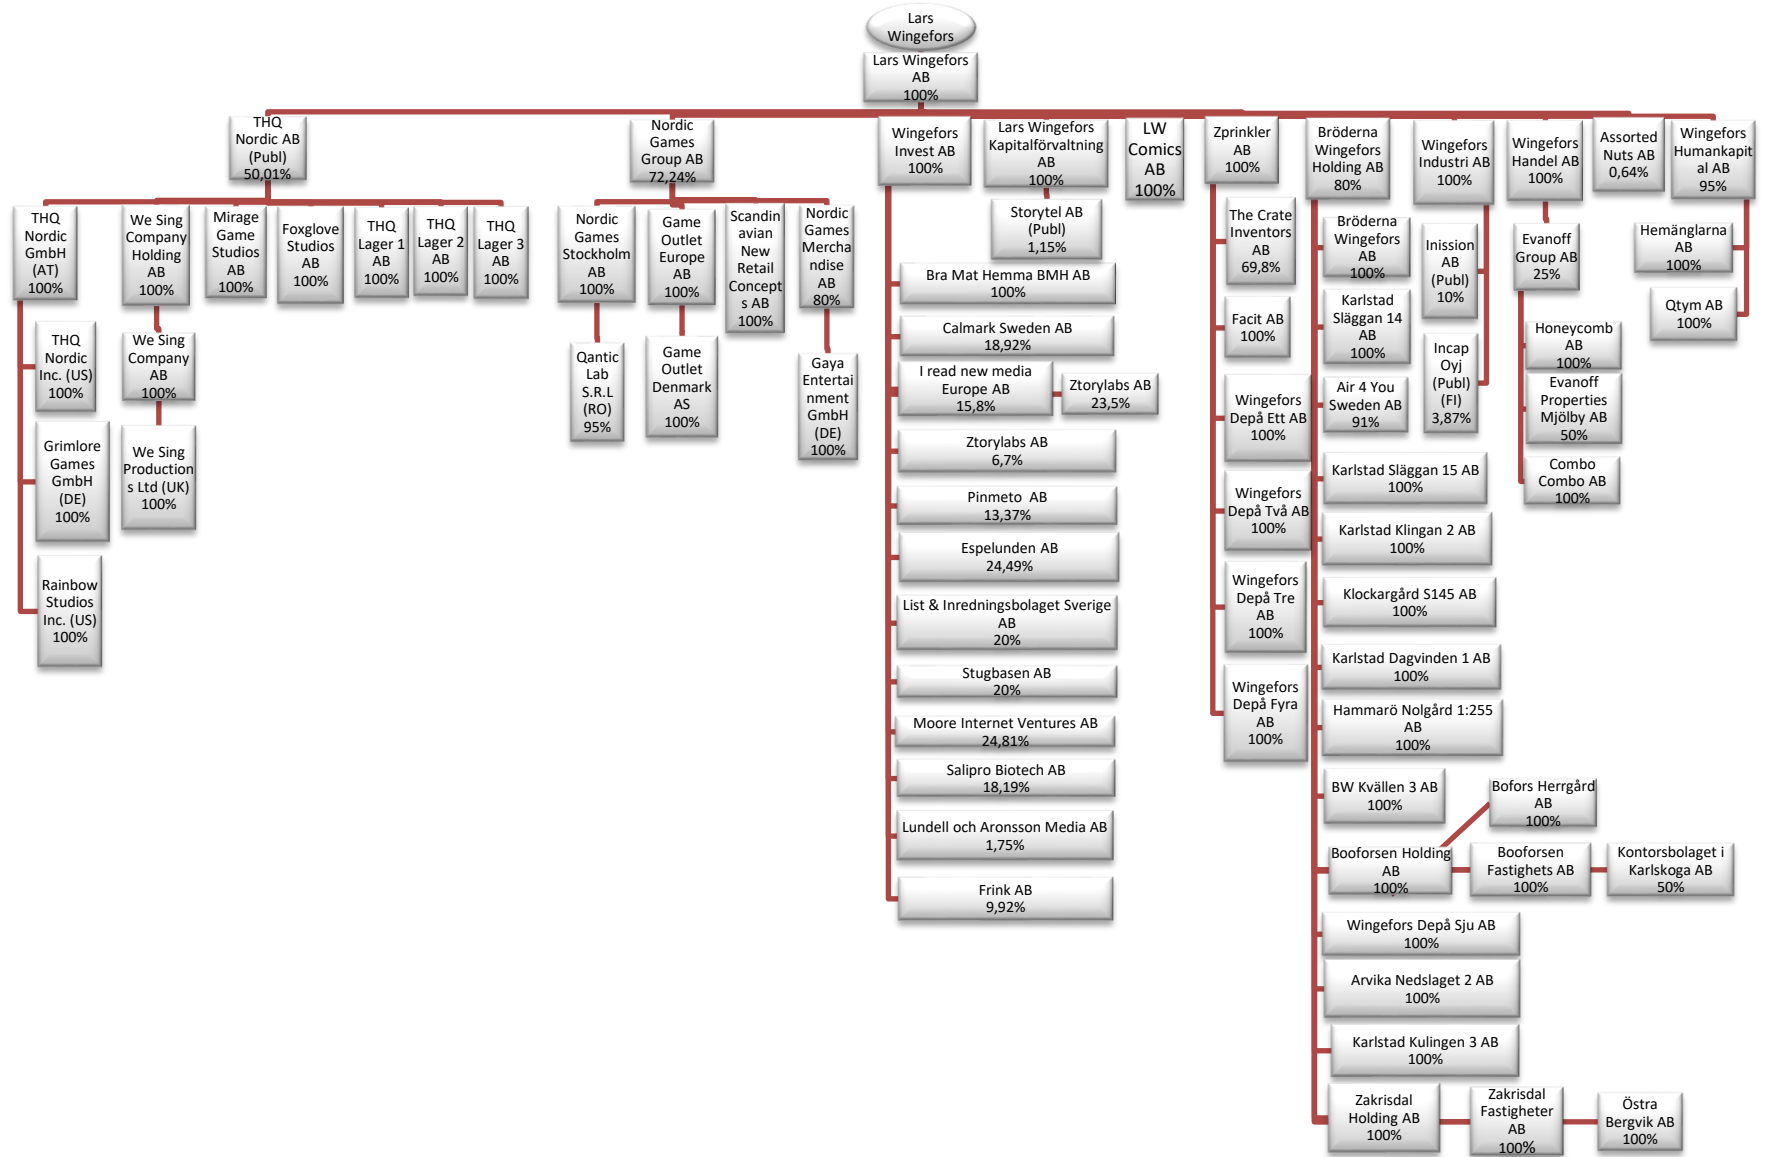 Lars
Wingefors
Lars Wingefors
AB
100%
THQ
Nordic AB
(Publ)
50,01%
Nordic
Games
Group AB
72,24%
Wingefors
Invest AB
100%
Lars Wingefors
Kapitalförvaltning
AB
100%
LW
Comics
AB
100%
Zprinkler
AB
100%
Bröderna
Wingefors
Holding AB
80%
Wingefors
Industri AB
100%
Wingefors
Handel AB
100%
Assorted
Nuts AB
0,64%
Wingefors
Humankapit
al AB
95%
THQ
Nordic
GmbH
(AT)
100%
We Sing
Company
Holding
AB
100%
Mirage
Game
Studios
AB
100%
Foxglove
Studios
AB
100%
THQ
Lager 1
AB
100%
THQ
Lager 2
AB
100%
THQ
Lager 3
AB
100%
THQ
Nordic
Inc. (US)
100%
Grimlore
Games
GmbH
(DE)
100%
Rainbow
Studios
Inc. (US)
100%
We Sing
Company
AB
100%
We Sing
Production
s Ltd (UK)
100%
Nordic
Games
Stockholm
AB
100%
Game
Outlet
Europe
AB
100%
Scandin
avian
New
Retail
Concept
s AB
100%
Nordic
Games
Mercha
ndise
AB
80%
Qantic
Lab
S.R.L
(RO)
95%
Game
Outlet
Denmark
AS
100%
Gaya
Entertai
nment
GmbH
(DE)
100%
Bra Mat Hemma BMH AB
100%
Calmark Sweden AB
18,92%
I read new media
Europe AB
15,8%
Ztorylabs AB
23,5%
Ztorylabs AB
6,7%
Pinmeto  AB
13,37%
Espelunden AB
24,49%
List & Inredningsbolaget Sverige
AB
20%
Stugbasen AB
20%
Moore Internet Ventures AB
24,81%
Salipro Biotech AB
18,19%
Lundell och Aronsson Media AB
1,75%
Frink AB
9,92%
Storytel AB
(Publ)
1,15%
The Crate
Inventors
AB
69,8%
Facit AB
100%
Wingefors
Depå Ett AB
100%
Wingefors
Depå Två AB
100%
Wingefors
Depå Tre
AB
100%
Wingefors
Depå Fyra
AB
100%
Bröderna
Wingefors
AB
100%
Karlstad
Släggan 14
AB
100%
Air 4 You
Sweden AB
91%
Karlstad Släggan 15 AB
100%
Karlstad Klingan 2 AB
100%
Klockargård S145 AB
100%
Karlstad Dagvinden 1 AB
100%
Hammarö Nolgård 1:255
AB
100%
BW Kvällen 3 AB
100%
Bofors Herrgård
AB
100%
Booforsen Holding
AB
100%
Booforsen
Fastighets AB
100%
Kontorsbolaget i
Karlskoga AB
50%
Wingefors Depå Sju AB
100%
Arvika Nedslaget 2 AB
100%
Karlstad Kulingen 3 AB
100%
Zakrisdal
Holding AB
100%
Zakrisdal
Fastigheter
AB
100%
Östra
Bergvik AB
100%
Inission
AB
(Publ)
10%
Incap
Oyj
(Publ)
(FI)
3,87%
Evanoff
Group AB
25%
Honeycomb
AB
100%
Evanoff
Properties
Mjölby AB
50%
Combo
Combo AB
100%
Hemänglarna
AB
100%
Qtym AB
100%